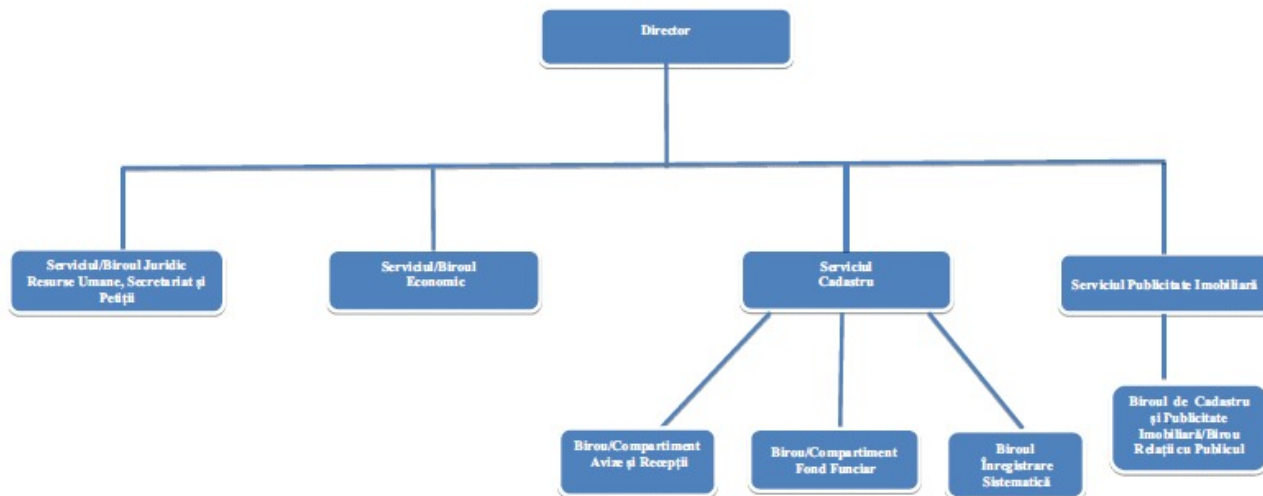 Director
Serviciul/Biroul Juridic
Resurse Umane, Secretariat și
Petiții
Serviciul/Biroul
Economic
Serviciul
Cadastru
Serviciul Publicitate Imobiliară
Birou/Compartiment
Avize și Recepții
Birou/Compartiment
Fond Funciar
Biroul
Înregistrare
Sistematică
Biroul de Cadastru
și Publicitate
Imobiliară/Birou
Relații cu Publicul